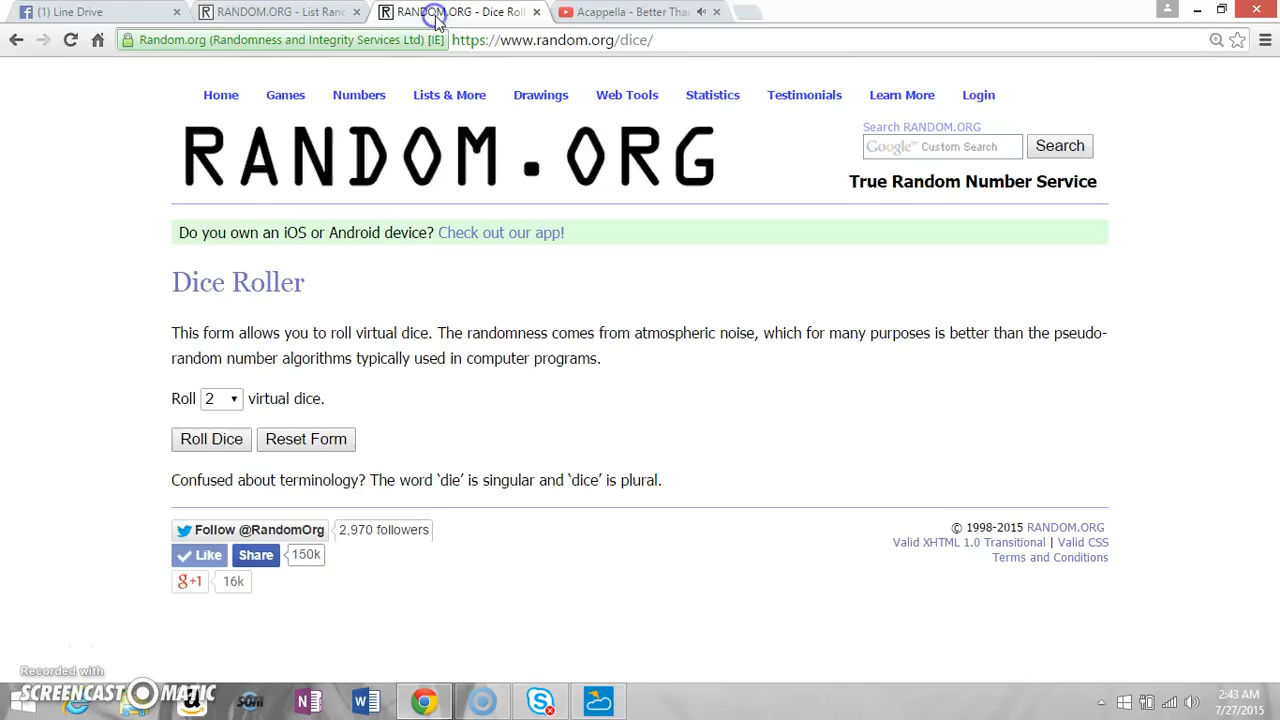 (1) Line Drive
RANDOM.ORG - List Ran
RANDOM.ORG - Dice Roll
Acappella - Better Tha
Random.org (Randomness and Integrity Services Ltd) [IE] https://www.random.org/dice/
Home Games Numbers Lists & More Drawings Web Tools Statistics Testimonials Learn More Login
RANDOM.ORG
Search RANDOM.ORG
Google™ Custom Search Search
True Random Number Service
Do you own an iOS or Android device? Check out our app!
Dice Roller
This form allows you to roll virtual dice. The randomness comes from atmospheric noise, which for many purposes is better than the pseudo-
random number algorithms typically used in computer programs.
Roll 2 virtual dice.
Roll Dice Reset Form
Confused about terminology? The word ‘die’ is singular and ‘dice’ is plural.
Follow @RandomOrg 2,970 followers
Like Share 150k
g+1 16k
© 1998-2015 RANDOM.ORG
Valid XHTML 1.0 Transitional | Valid CSS
Terms and Conditions
Recorded with
SCREENCAST MATIC
2:43 AM
7/27/2015